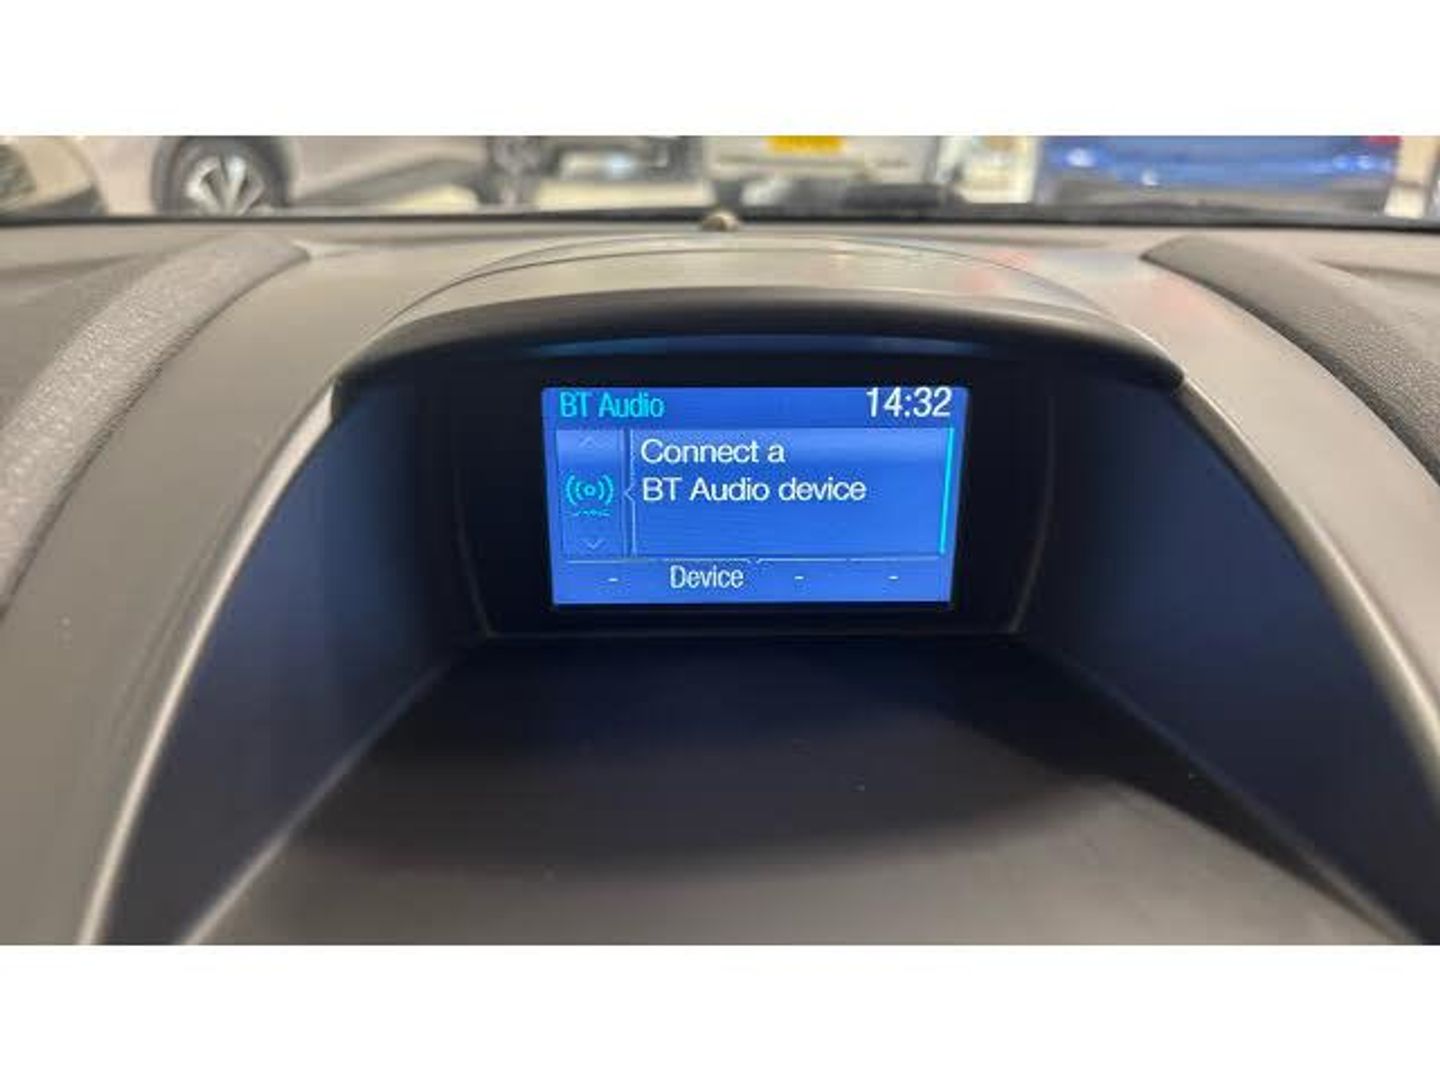 BT Audio 14:32
Connect a
BT Audio device
- Device - -